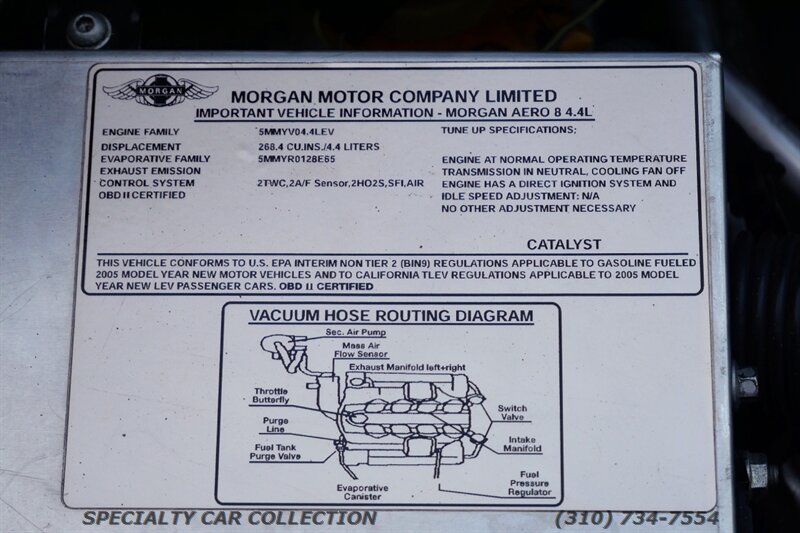 MORGAN
MORGAN MOTOR COMPANY LIMITED
IMPORTANT VEHICLE INFORMATION - MORGAN AERO 8 4.4L
ENGINE FAMILY 5MMYV04.4LEV
DISPLACEMENT 268.4 CU.INS./4.4 LITERS
EVAPORATIVE FAMILY 5MMYR0128E65
EXHAUST EMISSION
CONTROL SYSTEM 2TWC,2A/F Sensor,2HO2S,SFI,AIR
OBD II CERTIFIED
TUNE UP SPECIFICATIONS;
ENGINE AT NORMAL OPERATING TEMPERATURE
TRANSMISSION IN NEUTRAL, COOLING FAN OFF
ENGINE HAS A DIRECT IGNITION SYSTEM AND
IDLE SPEED ADJUSTMENT: N/A
NO OTHER ADJUSTMENT NECESSARY
CATALYST
THIS VEHICLE CONFORMS TO U.S. EPA INTERIM NON TIER 2 (BIN9) REGULATIONS APPLICABLE TO GASOLINE FUELED
2005 MODEL YEAR NEW MOTOR VEHICLES AND TO CALIFORNIA TLEV REGULATIONS APPLICABLE TO 2005 MODEL
YEAR NEW LEV PASSENGER CARS. OBD II CERTIFIED
VACUUM HOSE ROUTING DIAGRAM
Sec. Air Pump
Mass Air
Flow Sensor
Exhaust Manifold left+right
Throttle
Butterfly
Purge
Line
Fuel Tank
Purge Valve
Switch
Valve
Intake
Manifold
Evaporative
Canister
Fuel
Pressure
Regulator
SPECIALTY CAR COLLECTION
(310) 734-7554